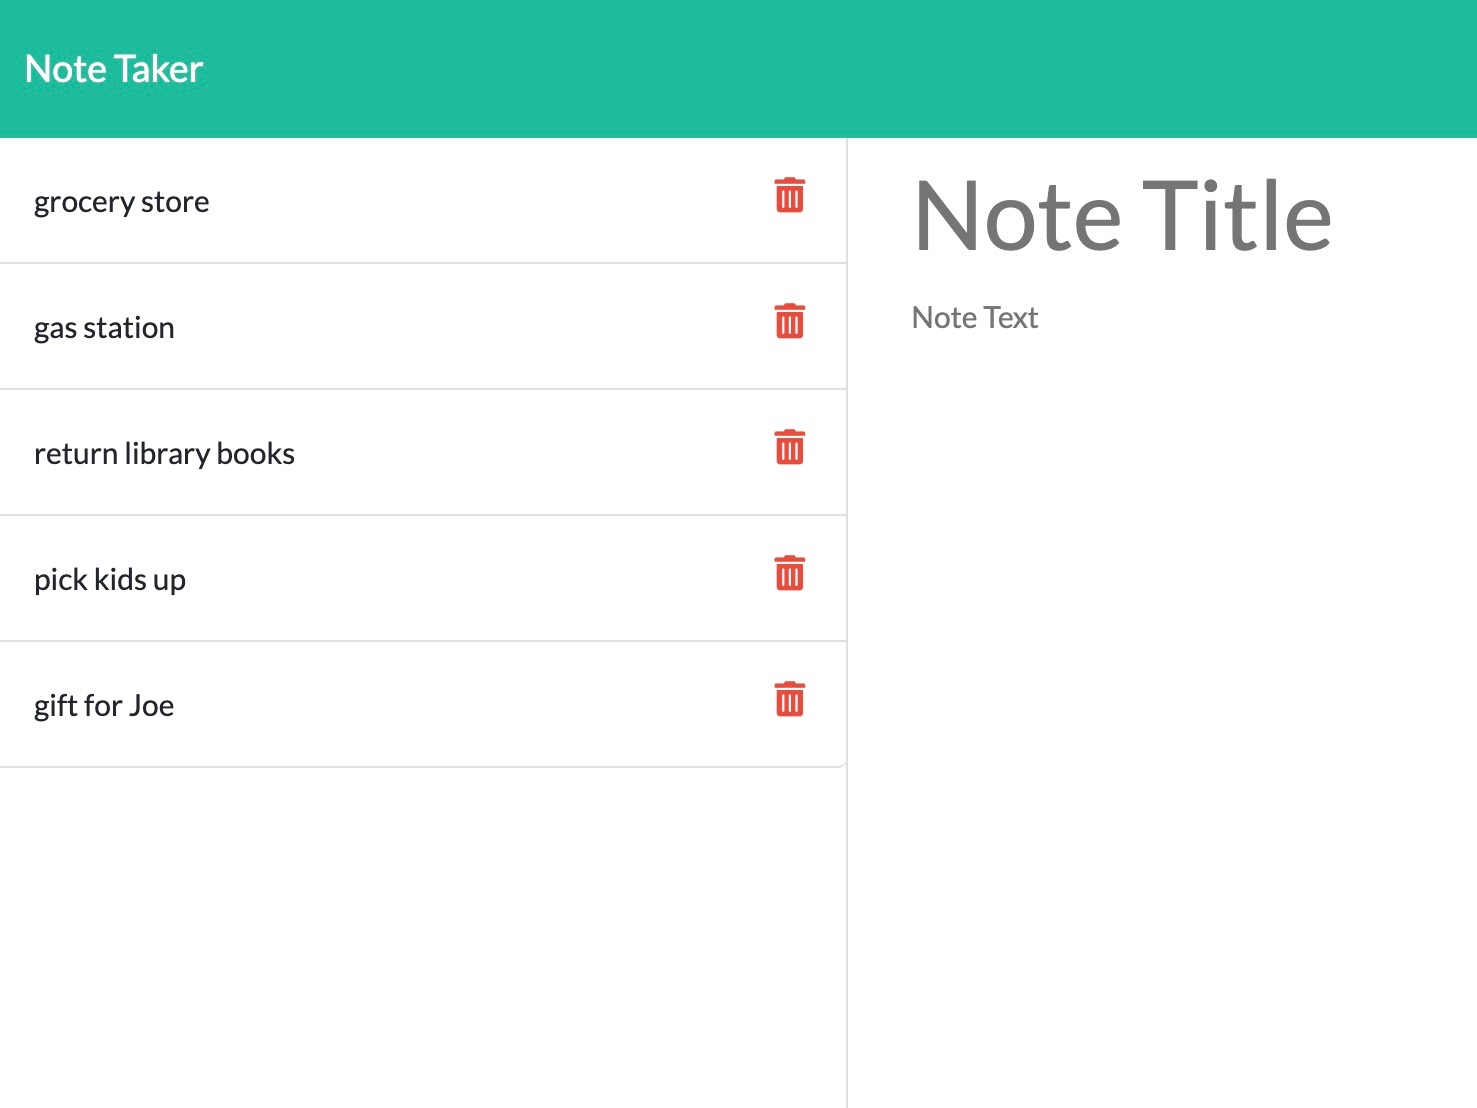 Note Taker
grocery store
gas station
return library books
pick kids up
gift for Joe
Note Title
Note Text